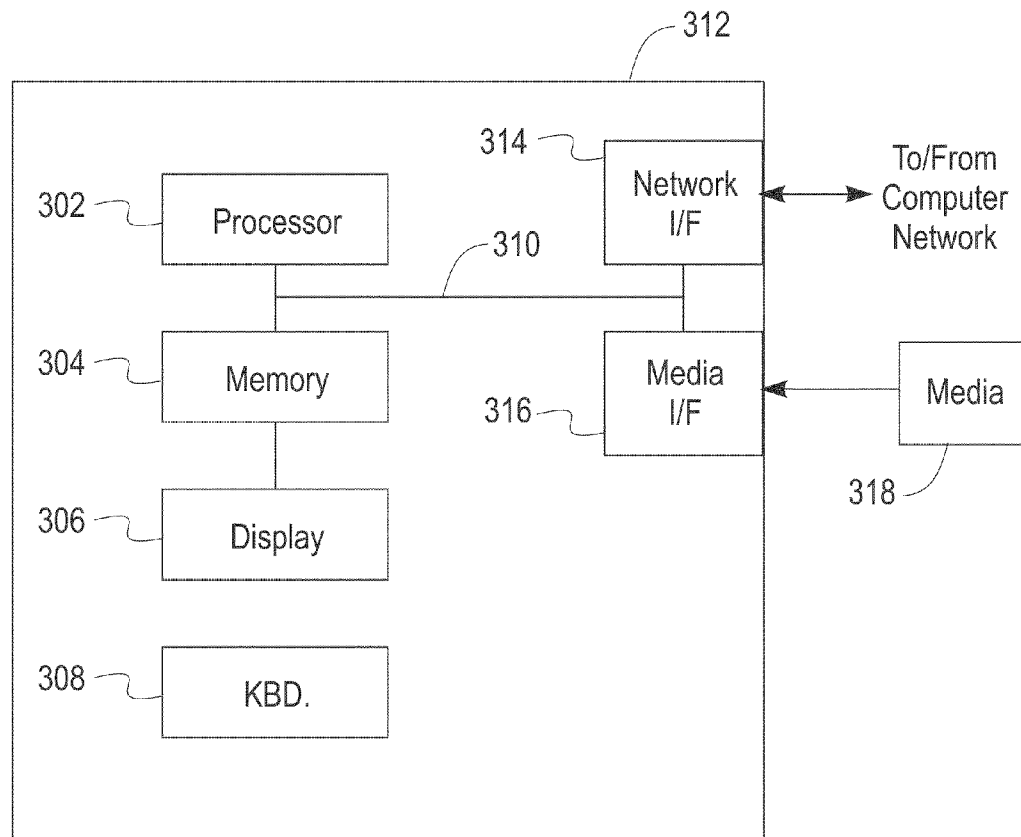 312
314
Network
I/F
To/From
Computer
Network
302
Processor
310
304
Memory
Media
I/F
316
Media
318
306
Display
308
KBD.